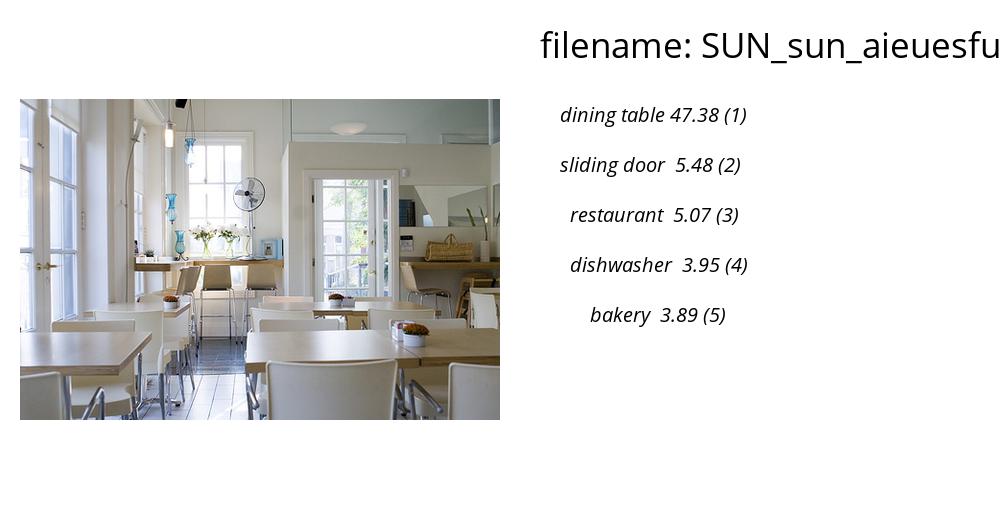 filename: SUN_sun_aieuesfu
dining table 47.38 (1)
sliding door 5.48 (2)
restaurant 5.07 (3)
dishwasher 3.95 (4)
bakery 3.89 (5)